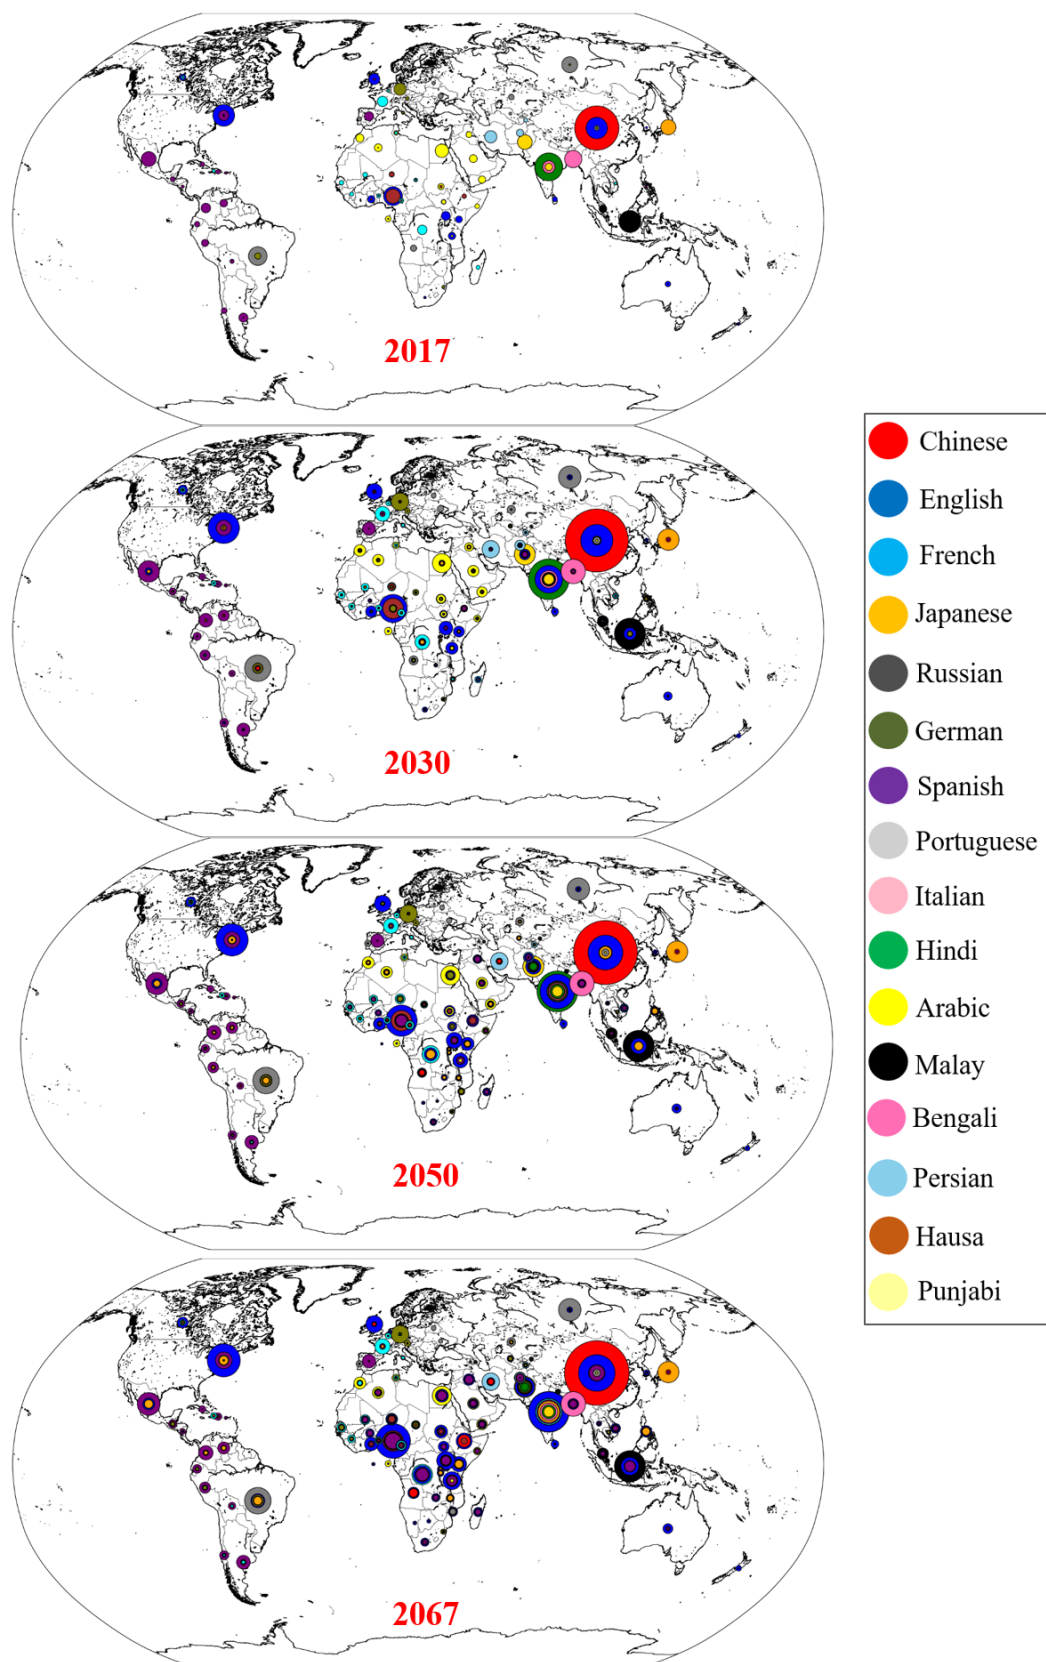 2017
2030
2050
2067
Chinese
English
French
Japanese
Russian
German
Spanish
Portuguese
Italian
Hindi
Arabic
Malay
Bengali
Persian
Hausa
Punjabi